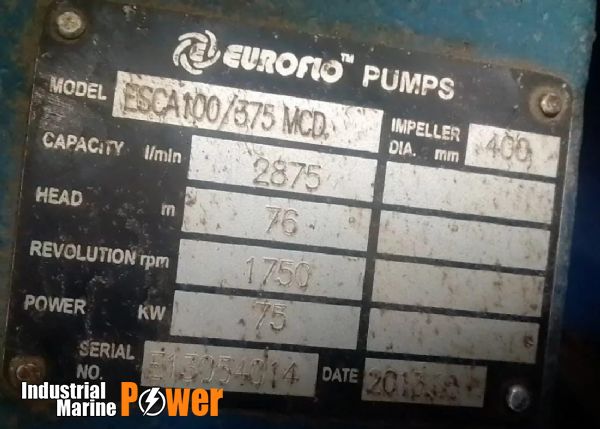 EUROFLO™ PUMPS
MODEL ESCA100/375 MCD. IMPELLER DIA. mm 400
CAPACITY l/min 2875
HEAD m 76
REVOLUTION rpm 1750
POWER KW 75
SERIAL NO. E13054014 DATE
Industrial
Marine Power